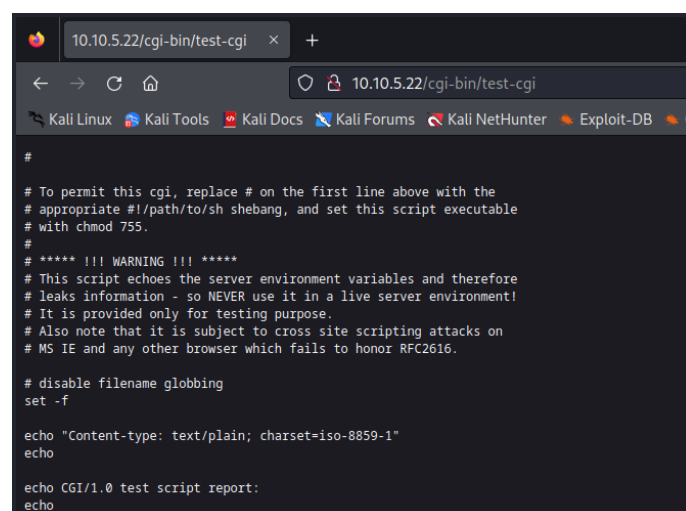 10.10.5.22/cgi-bin/test-cgi
10.10.5.22/cgi-bin/test-cgi
Kali Linux Kali Tools Kali Docs Kali Forums Kali NetHunter Exploit-DB
#
# To permit this cgi, replace # on the first line above with the
# appropriate #!/path/to/sh shebang, and set this script executable
# with chmod 755.
#
# ***** !!! WARNING !!! *****
# This script echoes the server environment variables and therefore
# leaks information - so NEVER use it in a live server environment!
# It is provided only for testing purpose.
# Also note that it is subject to cross site scripting attacks on
# MS IE and any other browser which fails to honor RFC2616.
# disable filename globbing
set -f
echo "Content-type: text/plain; charset=iso-8859-1"
echo
echo CGI/1.0 test script report:
echo